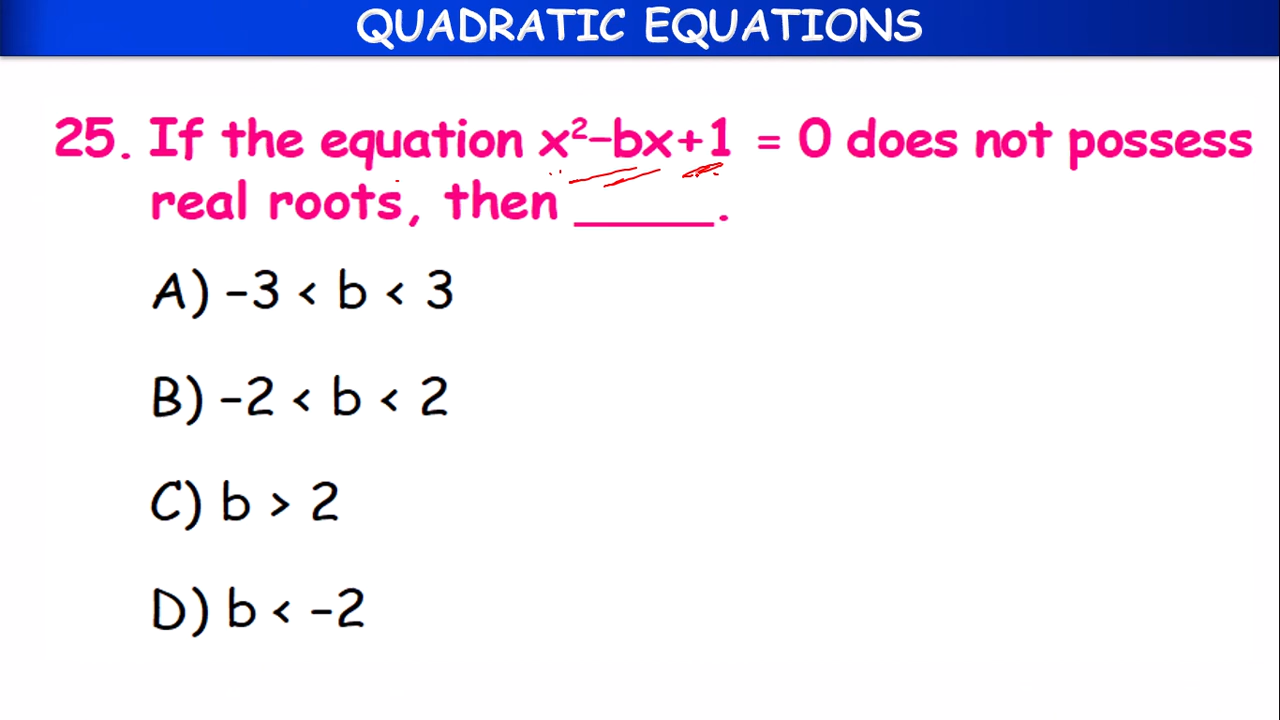 QUADRATIC EQUATIONS
25. If the equation x²-bx+1 = 0 does not possess
real roots, then _____.
A) -3 < b < 3
B) -2 < b < 2
C) b > 2
D) b < -2